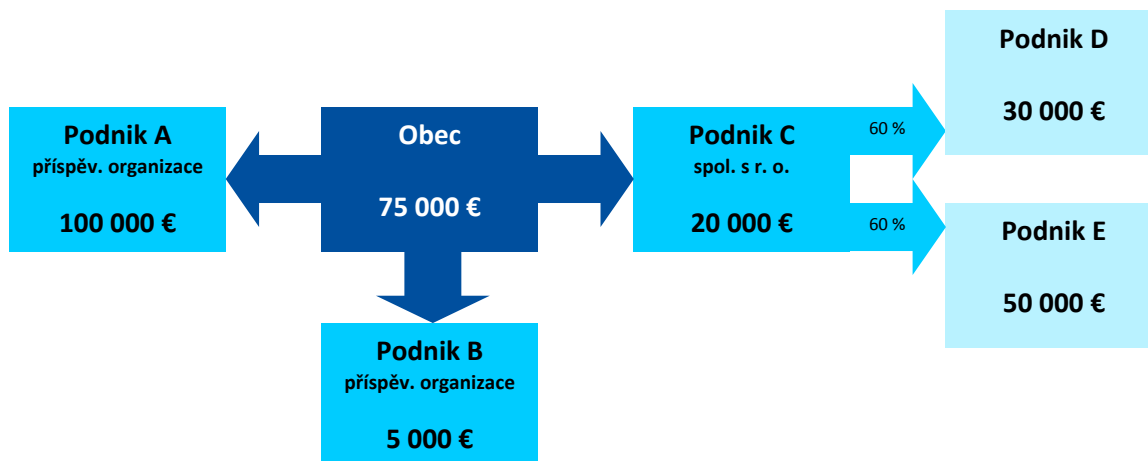 Podnik A
příspěv. organizace
100 000 €
Obec
75 000 €
Podnik B
příspěv. organizace
5 000 €
Podnik C
spol. s r. o.
20 000 €
60 %
60 %
Podnik D
30 000 €
Podnik E
50 000 €